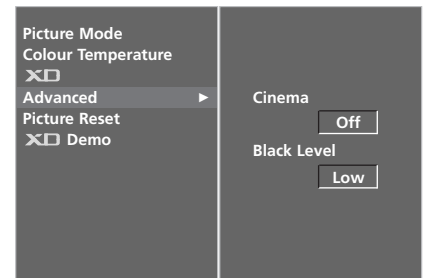 Picture Mode
Colour Temperature
XD
Advanced ►
Picture Reset
XD Demo
Cinema
Off
Black Level
Low